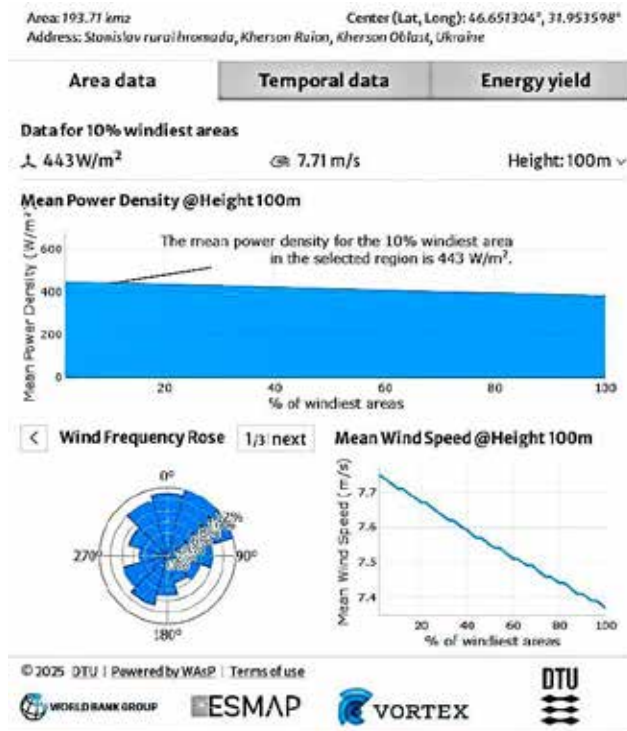 Area: 193.71 km2
Center (Lat, Long): 46.651304°, 31.953598°
Address: Stanislav rural hromada, Kherson Raion, Kherson Oblast, Ukraine
Area data
Temporal data
Energy yield
Data for 10% windiest areas
443 W/m²
7.71 m/s
Height: 100m
Mean Power Density @Height 100m
Mean Power Density (W/m²)
The mean power density for the 10% windiest area
in the selected region is 443 W/m².
600
400
200
0
20 40 60 80 100
% of windiest areas
< Wind Frequency Rose 1/3 next
0°
90°
180°
270°
Mean Wind Speed @Height 100m
Mean Wind Speed (m/s)
7.7
7.6
7.5
7.4
20 40 60 80 100
% of windiest areas
© 2025 DTU | Powered by WAsP | Terms of use
WORLD BANK GROUP
ESMAP
VORTEX
DTU